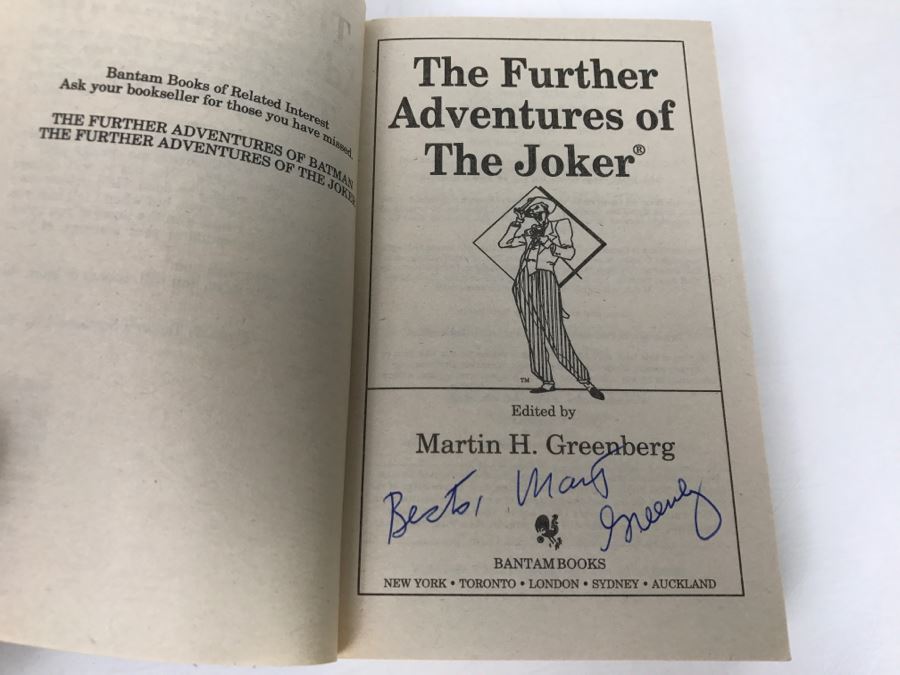 Bantam Books of Related Interest
Ask your bookseller for those you have missed.
THE FURTHER ADVENTURES OF BATMAN
THE FURTHER ADVENTURES OF THE JOKER
The Further
Adventures of
The Joker®
TM
Edited by
Martin H. Greenberg
Best, Marty
Greenberg
BANTAM BOOKS
NEW YORK • TORONTO • LONDON • SYDNEY • AUCKLAND